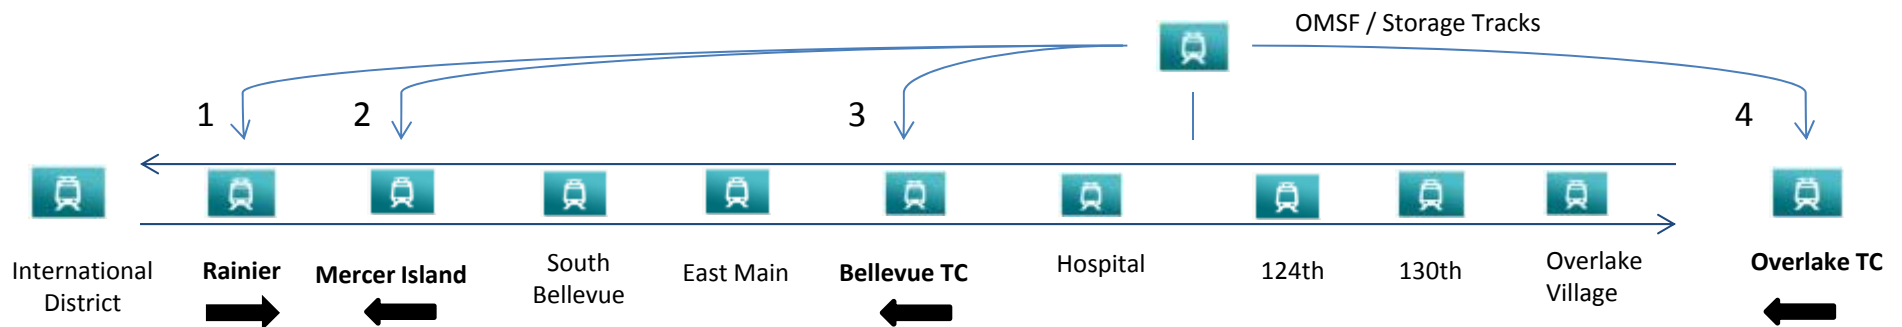 OMSF / Storage Tracks
1
2
3
4
International
District
Rainier
Mercer Island
South
Bellevue
East Main
Bellevue TC
Hospital
124th
130th
Overlake
Village
Overlake TC